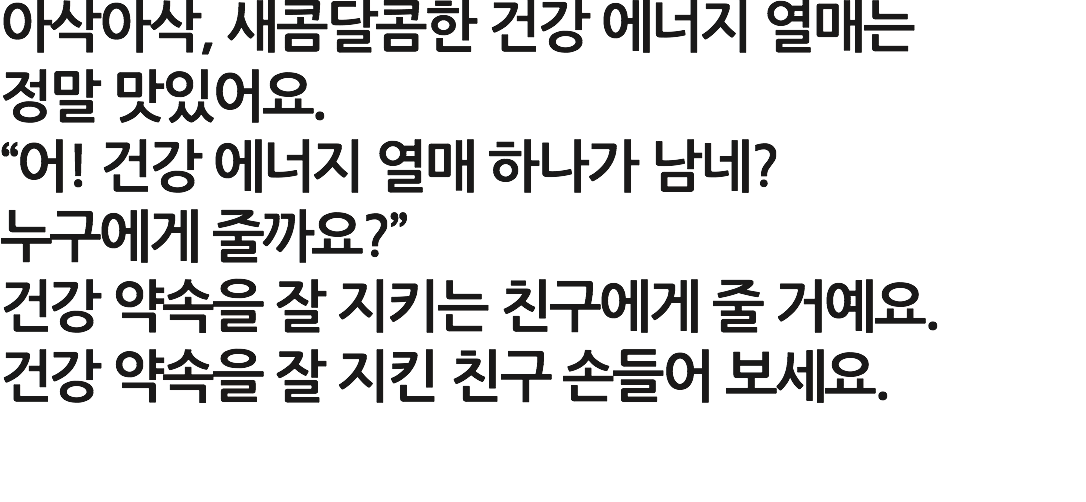 아삭아삭, 새콤달콤한 건강 에너지 열매는
정말 맛있어요.
“어! 건강 에너지 열매 하나가 남네?
누구에게 줄까요?”
건강 약속을 잘 지키는 친구에게 줄 거예요.
건강 약속을 잘 지킨 친구 손들어 보세요.